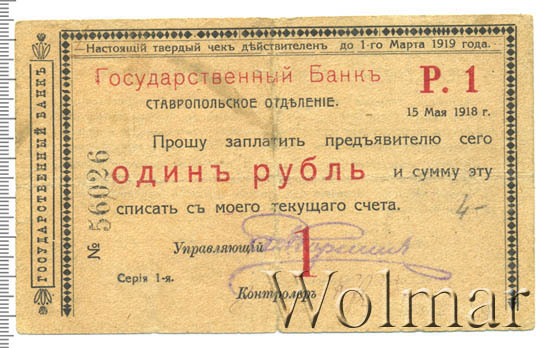 Настоящій твердый чекъ дѣйствителенъ до 1-го Марта 1919 года.
ГОСУДАРСТВЕННЫЙ БАНКЪ
Государственный Банкъ
Р. 1
СТАВРОПОЛЬСКОЕ ОТДѢЛЕНІЕ.
15 Мая 1918 г.
Прошу заплатить предъявителю сего
ОДИНЪ РУБЛЬ и сумму эту
списать съ моего текущаго счета.
4-
№ 56026
Управляющій
1
Серія 1-я.
Контролеръ
Wolmar